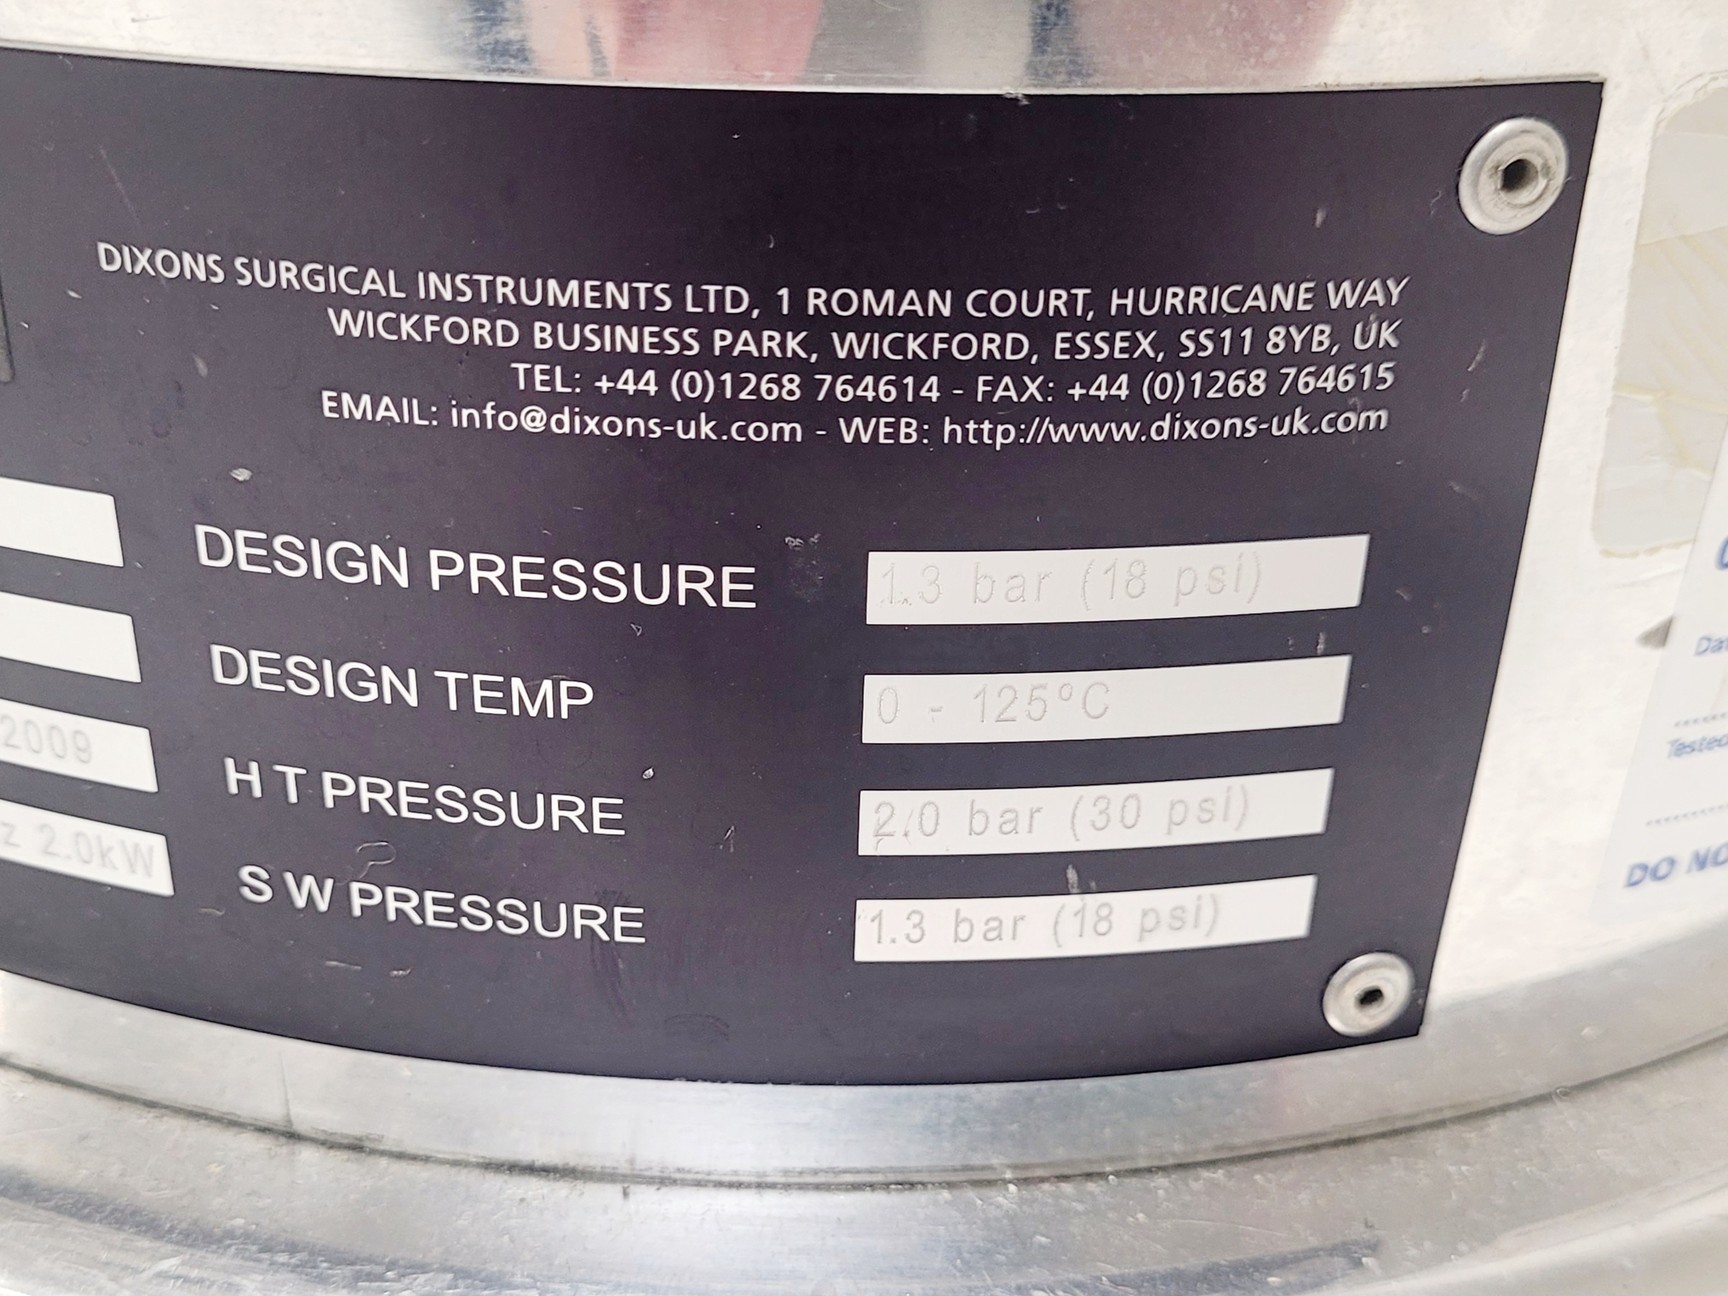 DIXONS SURGICAL INSTRUMENTS LTD, 1 ROMAN COURT, HURRICANE WAY
WICKFORD BUSINESS PARK, WICKFORD, ESSEX, SS11 8YB, UK
TEL: +44 (0)1268 764614 - FAX: +44 (0)1268 764615
EMAIL: info@dixons-uk.com - WEB: http://www.dixons-uk.com
DESIGN PRESSURE 1.3 bar (18 psi)
DESIGN TEMP 0 - 125ºC
2009 H T PRESSURE 2.0 bar (30 psi)
z 2.0kW S W PRESSURE 1.3 bar (18 psi)
Tested
DO